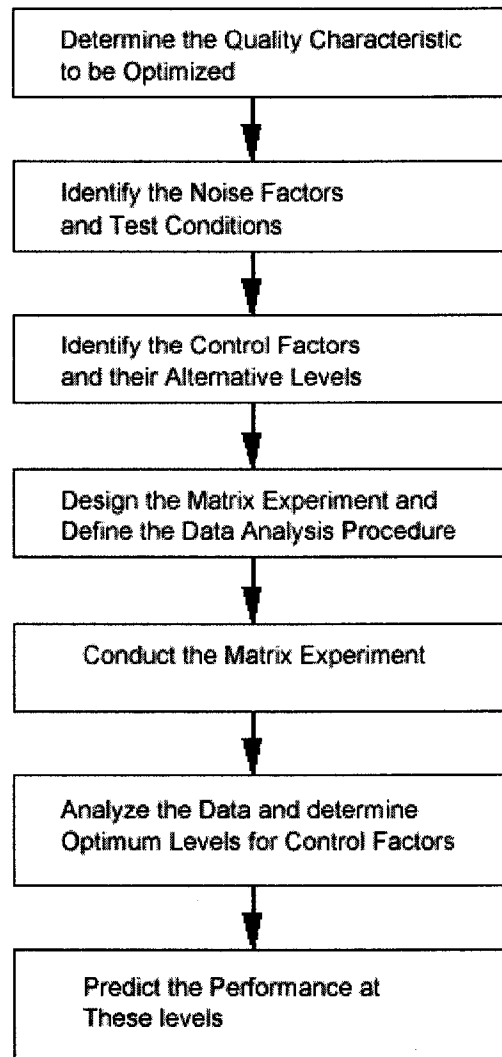 Determine the Quality Characteristic
to be Optimized
Identify the Noise Factors
and Test Conditions
Identify the Control Factors
and their Alternative Levels
Design the Matrix Experiment and
Define the Data Analysis Procedure
Conduct the Matrix Experiment
Analyze the Data and determine
Optimum Levels for Control Factors
Predict the Performance at
These levels